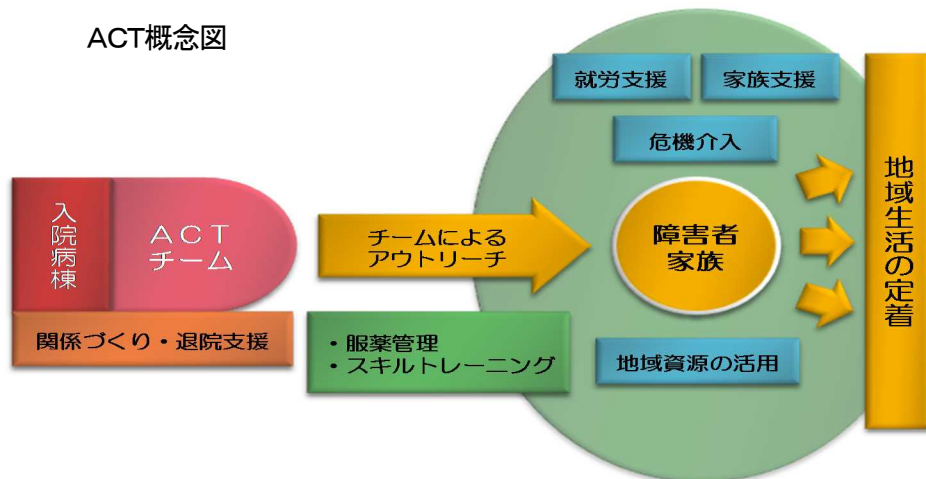 ACT概念図
就労支援
家族支援
危機介入
入院病棟
ACT
チーム
チームによる
アウトリーチ
障害者
家族
地域生活の定着
関係づくり・退院支援
・服薬管理
・スキルトレーニング
地域資源の活用